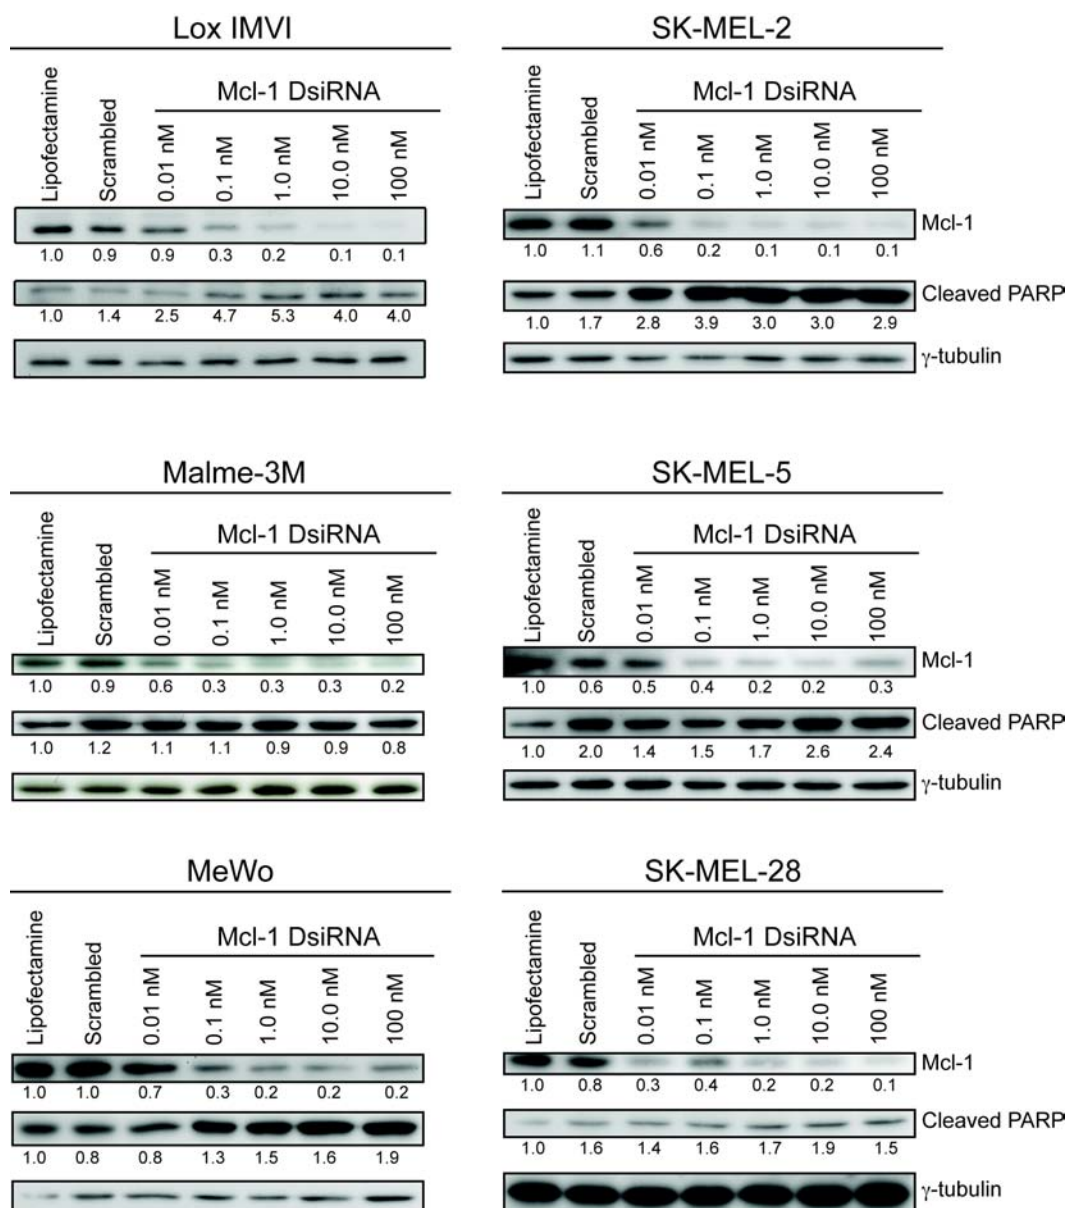 Lox IMVI
Lipofectamine
Scrambled
Mcl-1 DsiRNA
0.01 nM
0.1 nM
1.0 nM
10.0 nM
100 nM
1.0 0.9 0.9 0.3 0.2 0.1 0.1
1.0 1.4 2.5 4.7 5.3 4.0 4.0
SK-MEL-2
Lipofectamine
Scrambled
Mcl-1 DsiRNA
0.01 nM
0.1 nM
1.0 nM
10.0 nM
100 nM
Mcl-1
1.0 1.1 0.6 0.2 0.1 0.1 0.1
Cleaved PARP
1.0 1.7 2.8 3.9 3.0 3.0 2.9
γ-tubulin
Malme-3M
Lipofectamine
Scrambled
Mcl-1 DsiRNA
0.01 nM
0.1 nM
1.0 nM
10.0 nM
100 nM
1.0 0.9 0.6 0.3 0.3 0.3 0.2
1.0 1.2 1.1 1.1 0.9 0.9 0.8
SK-MEL-5
Lipofectamine
Scrambled
Mcl-1 DsiRNA
0.01 nM
0.1 nM
1.0 nM
10.0 nM
100 nM
Mcl-1
1.0 0.6 0.5 0.4 0.2 0.2 0.3
Cleaved PARP
1.0 2.0 1.4 1.5 1.7 2.6 2.4
γ-tubulin
MeWo
Lipofectamine
Scrambled
Mcl-1 DsiRNA
0.01 nM
0.1 nM
1.0 nM
10.0 nM
100 nM
1.0 1.0 0.7 0.3 0.2 0.2 0.2
1.0 0.8 0.8 1.3 1.5 1.6 1.9
SK-MEL-28
Lipofectamine
Scrambled
Mcl-1 DsiRNA
0.01 nM
0.1 nM
1.0 nM
10.0 nM
100 nM
Mcl-1
1.0 0.8 0.3 0.4 0.2 0.2 0.1
Cleaved PARP
1.0 1.6 1.4 1.6 1.7 1.9 1.5
γ-tubulin